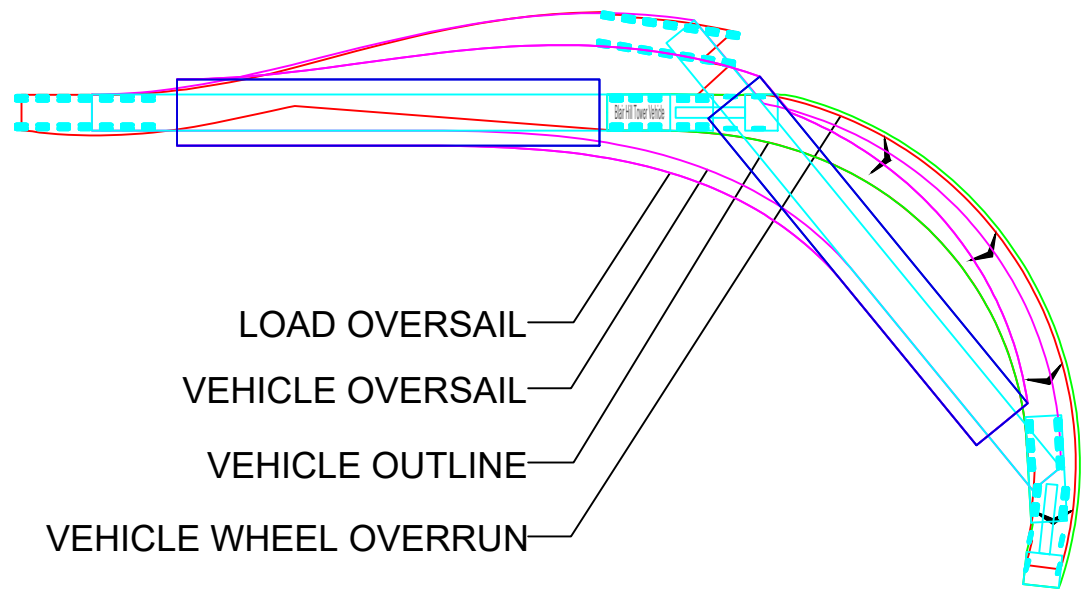 Blair Hill Tower Vehicle
LOAD OVERSAIL
VEHICLE OVERSAIL
VEHICLE OUTLINE
VEHICLE WHEEL OVERRUN